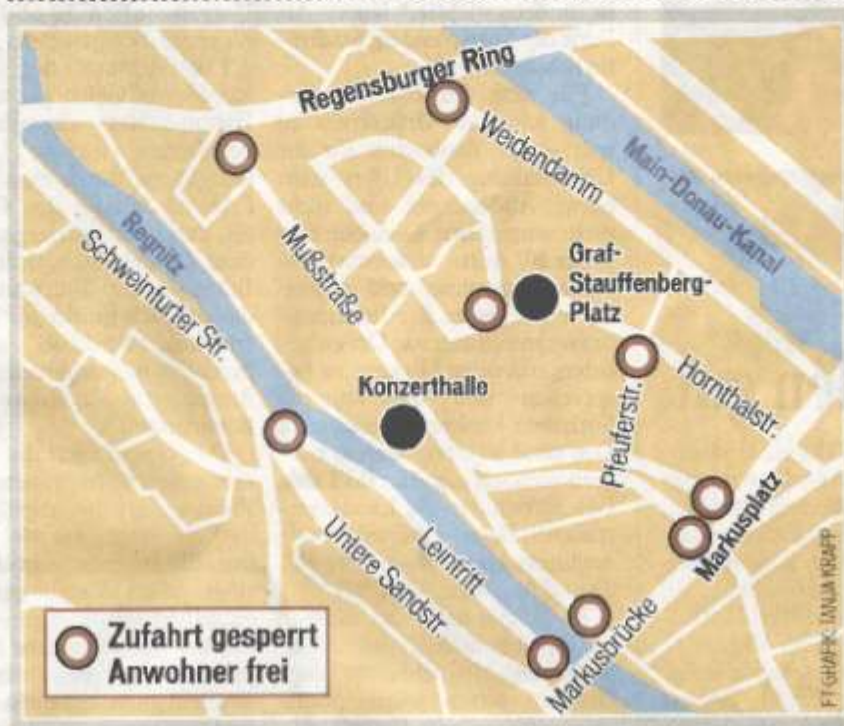 Regensburger Ring
Weidendamm
Main-Donau-Kanal
Regnitz
Schweinfurter Str.
Mußstraße
Graf-
Stauffenberg-
Platz
Konzerthalle
Hornthalstr.
Pfeuferstr.
Markusplatz
Leintritt
Untere Sandstr.
Markusbrücke
Zufahrt gesperrt
Anwohner frei
FT-GRAFIK: TANJA KRAPP